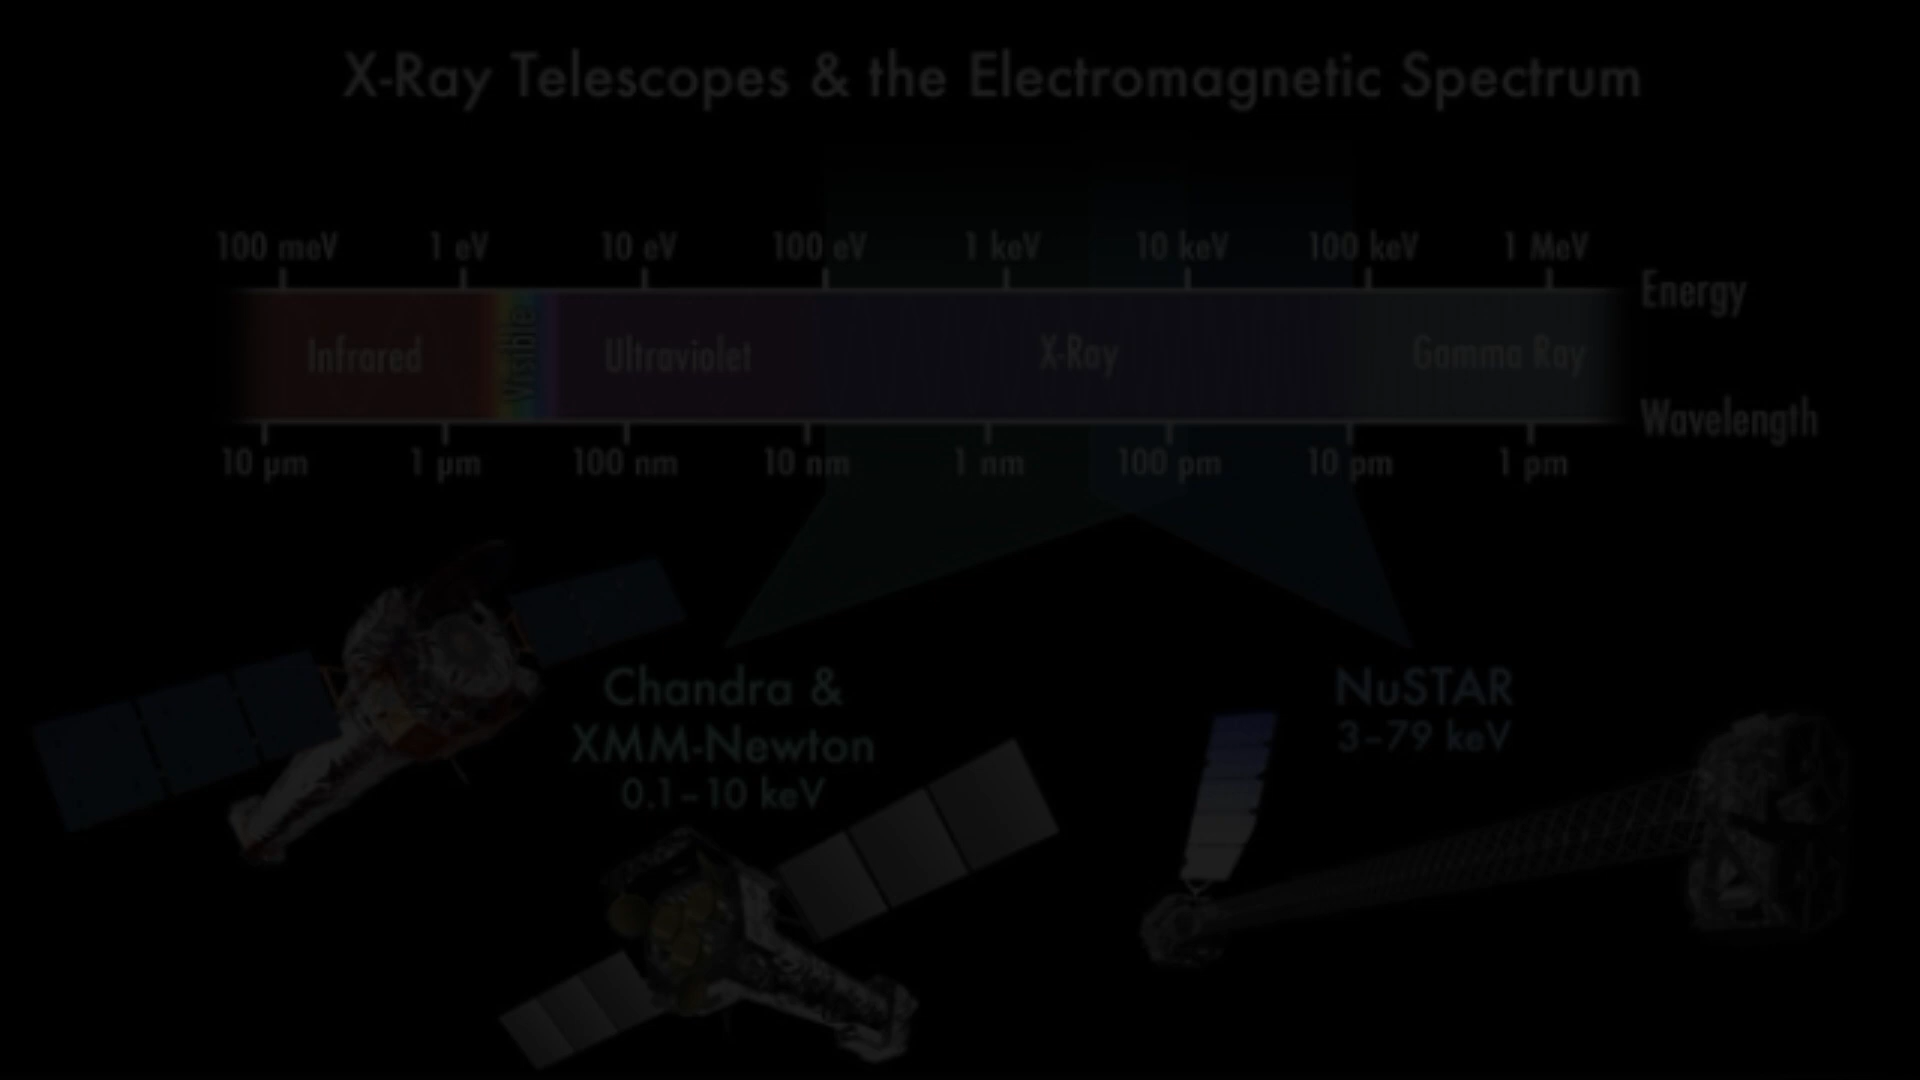 X-Ray Telescopes & the Electromagnetic Spectrum
100 meV 1 eV 10 eV 100 eV 1 keV 10 keV 100 keV 1 MeV
Energy
Infrared Visible Ultraviolet X-Ray Gamma Ray
Wavelength
10 µm 1 µm 100 nm 10 nm 1 nm 100 pm 10 pm 1 pm
Chandra &
XMM-Newton
0.1–10 keV
NuSTAR
3–79 keV